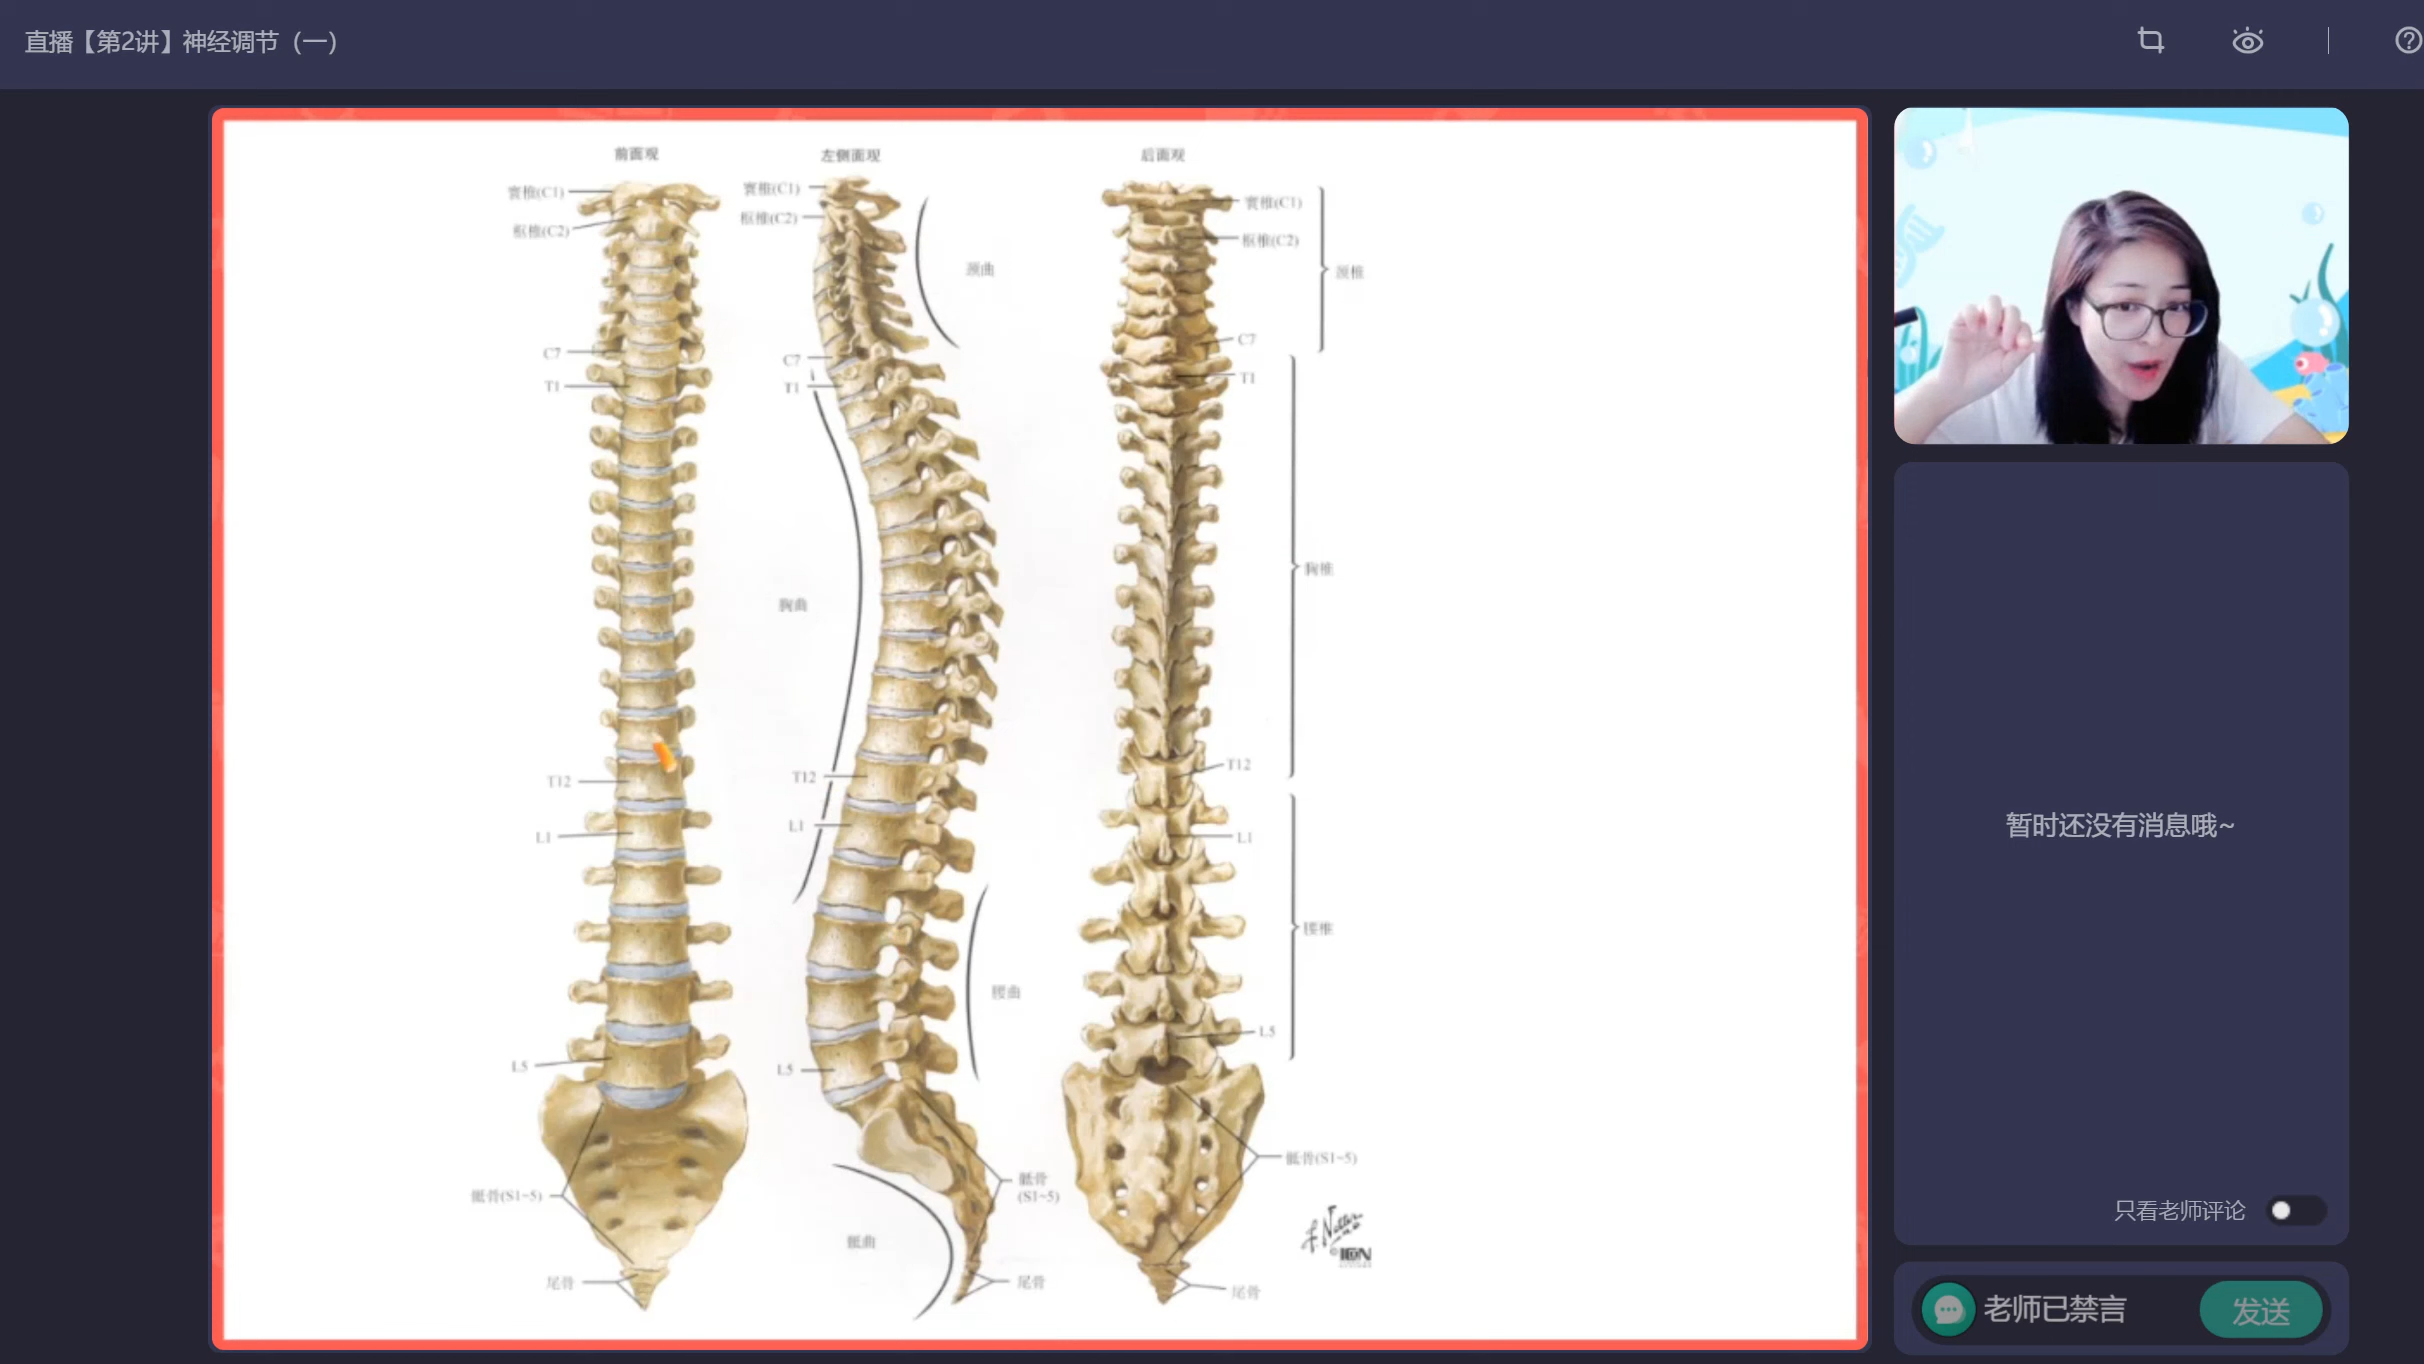 直播【第2讲】神经调节（一）
前面观
左侧面观
后面观
寰椎(C1)
枢椎(C2)
C7
T1
T12
L1
L5
骶骨(S1~5)
尾骨
寰椎(C1)
枢椎(C2)
颈曲
C7
T1
胸曲
T12
L1
腰曲
L5
骶骨
(S1~5)
骶曲
尾骨
寰椎(C1)
枢椎(C2)
颈椎
C7
T1
胸椎
T12
L1
腰椎
L5
骶骨(S1~5)
尾骨
暂时还没有消息哦~
只看老师评论
老师已禁言
发送